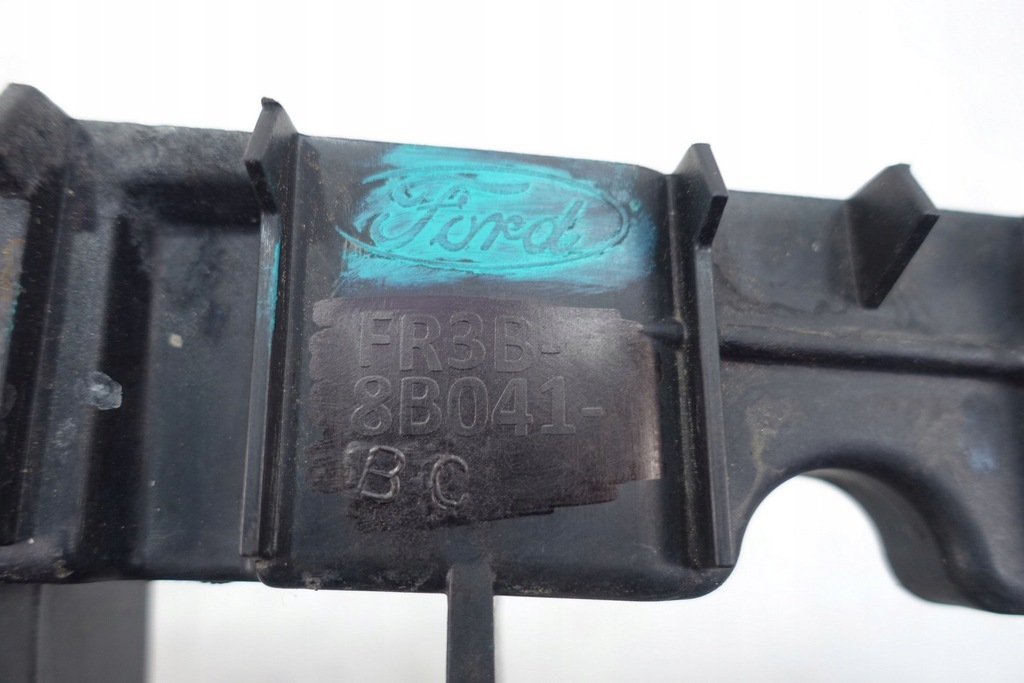 Ford
FR3B-
8B041-
BC